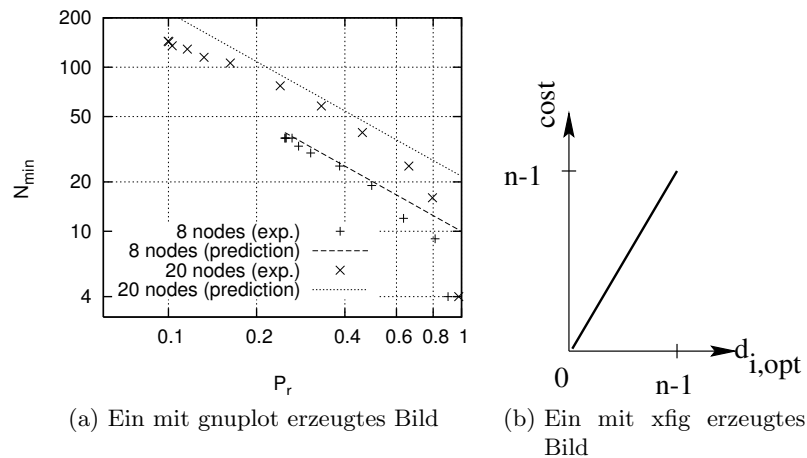 200
100
50
20
10
4
N_min
8 nodes (exp.)
8 nodes (prediction)
20 nodes (exp.)
20 nodes (prediction)
0.1 0.2 0.4 0.6 0.8 1
P_r
(a) Ein mit gnuplot erzeugtes Bild
cost
n-1
0
n-1
d_i,opt
(b) Ein mit xfig erzeugtes
Bild